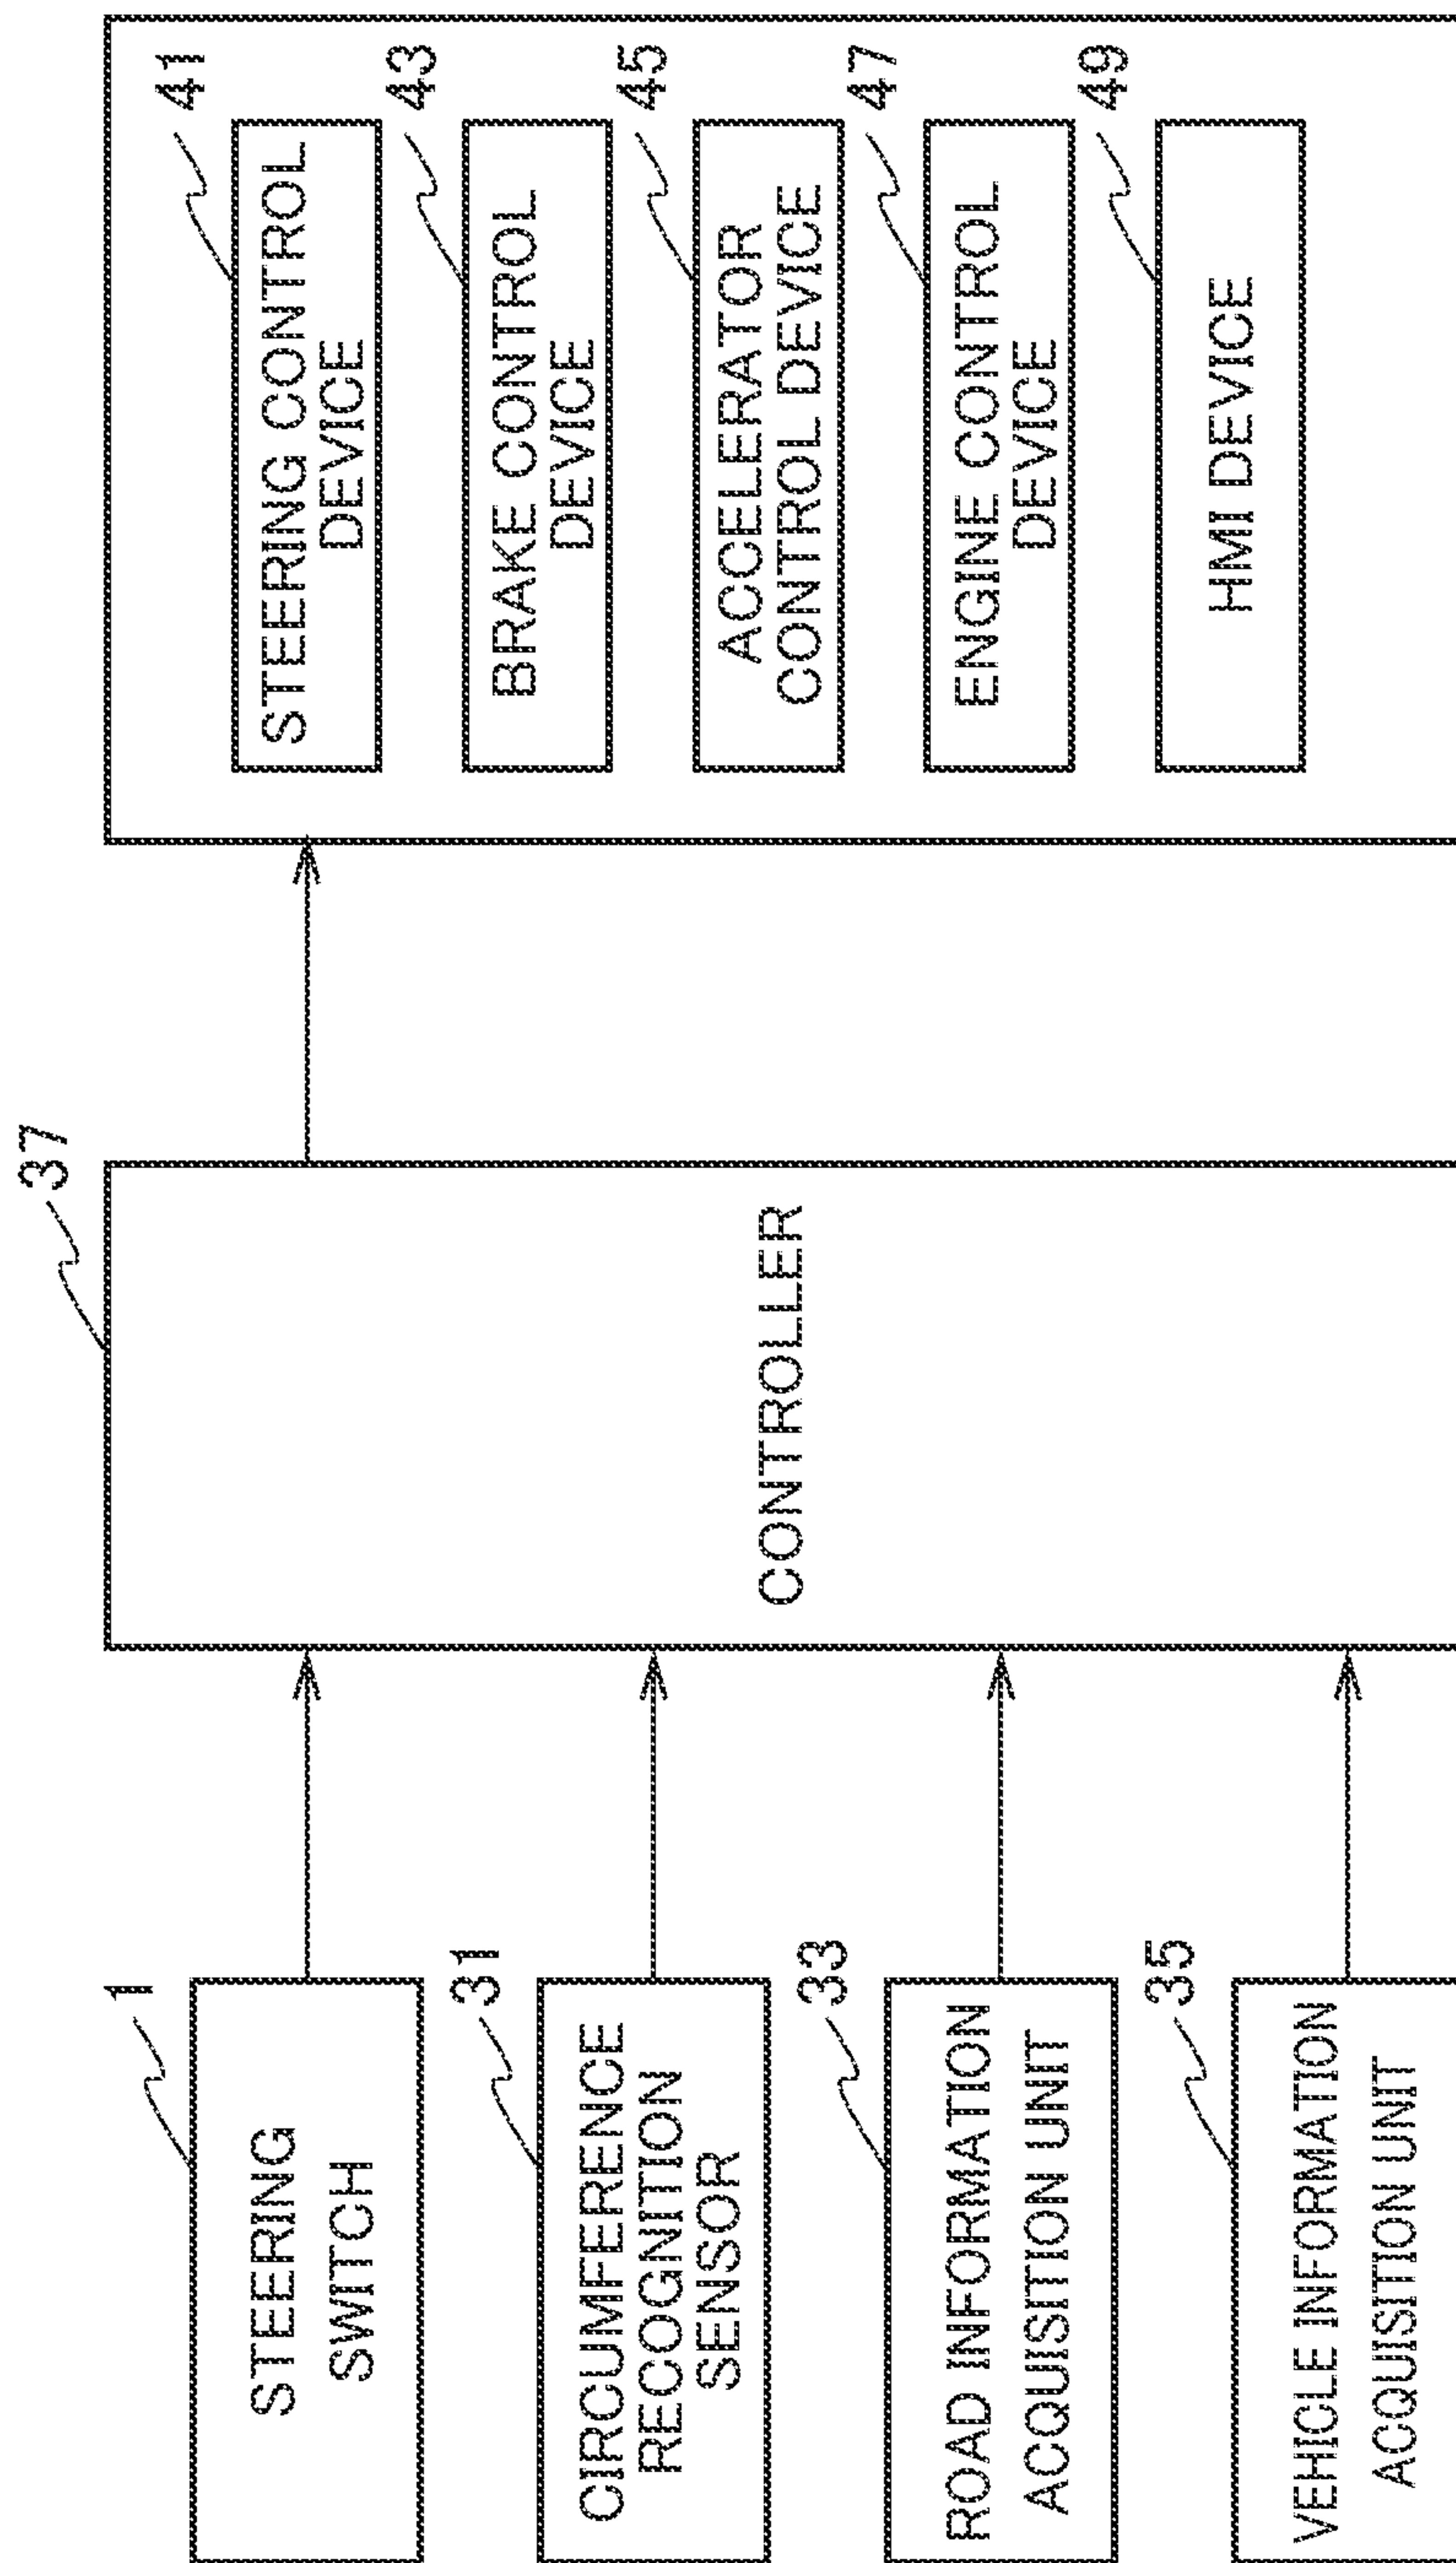 1
STEERING
SWITCH
31
CIRCUMFERENCE
RECOGNITION
SENSOR
33
ROAD INFORMATION
ACQUISITION UNIT
35
VEHICLE INFORMATION
ACQUISITION UNIT
37
CONTROLLER
41
STEERING CONTROL
DEVICE
43
BRAKE CONTROL
DEVICE
45
ACCELERATOR
CONTROL DEVICE
47
ENGINE CONTROL
DEVICE
49
HMI DEVICE